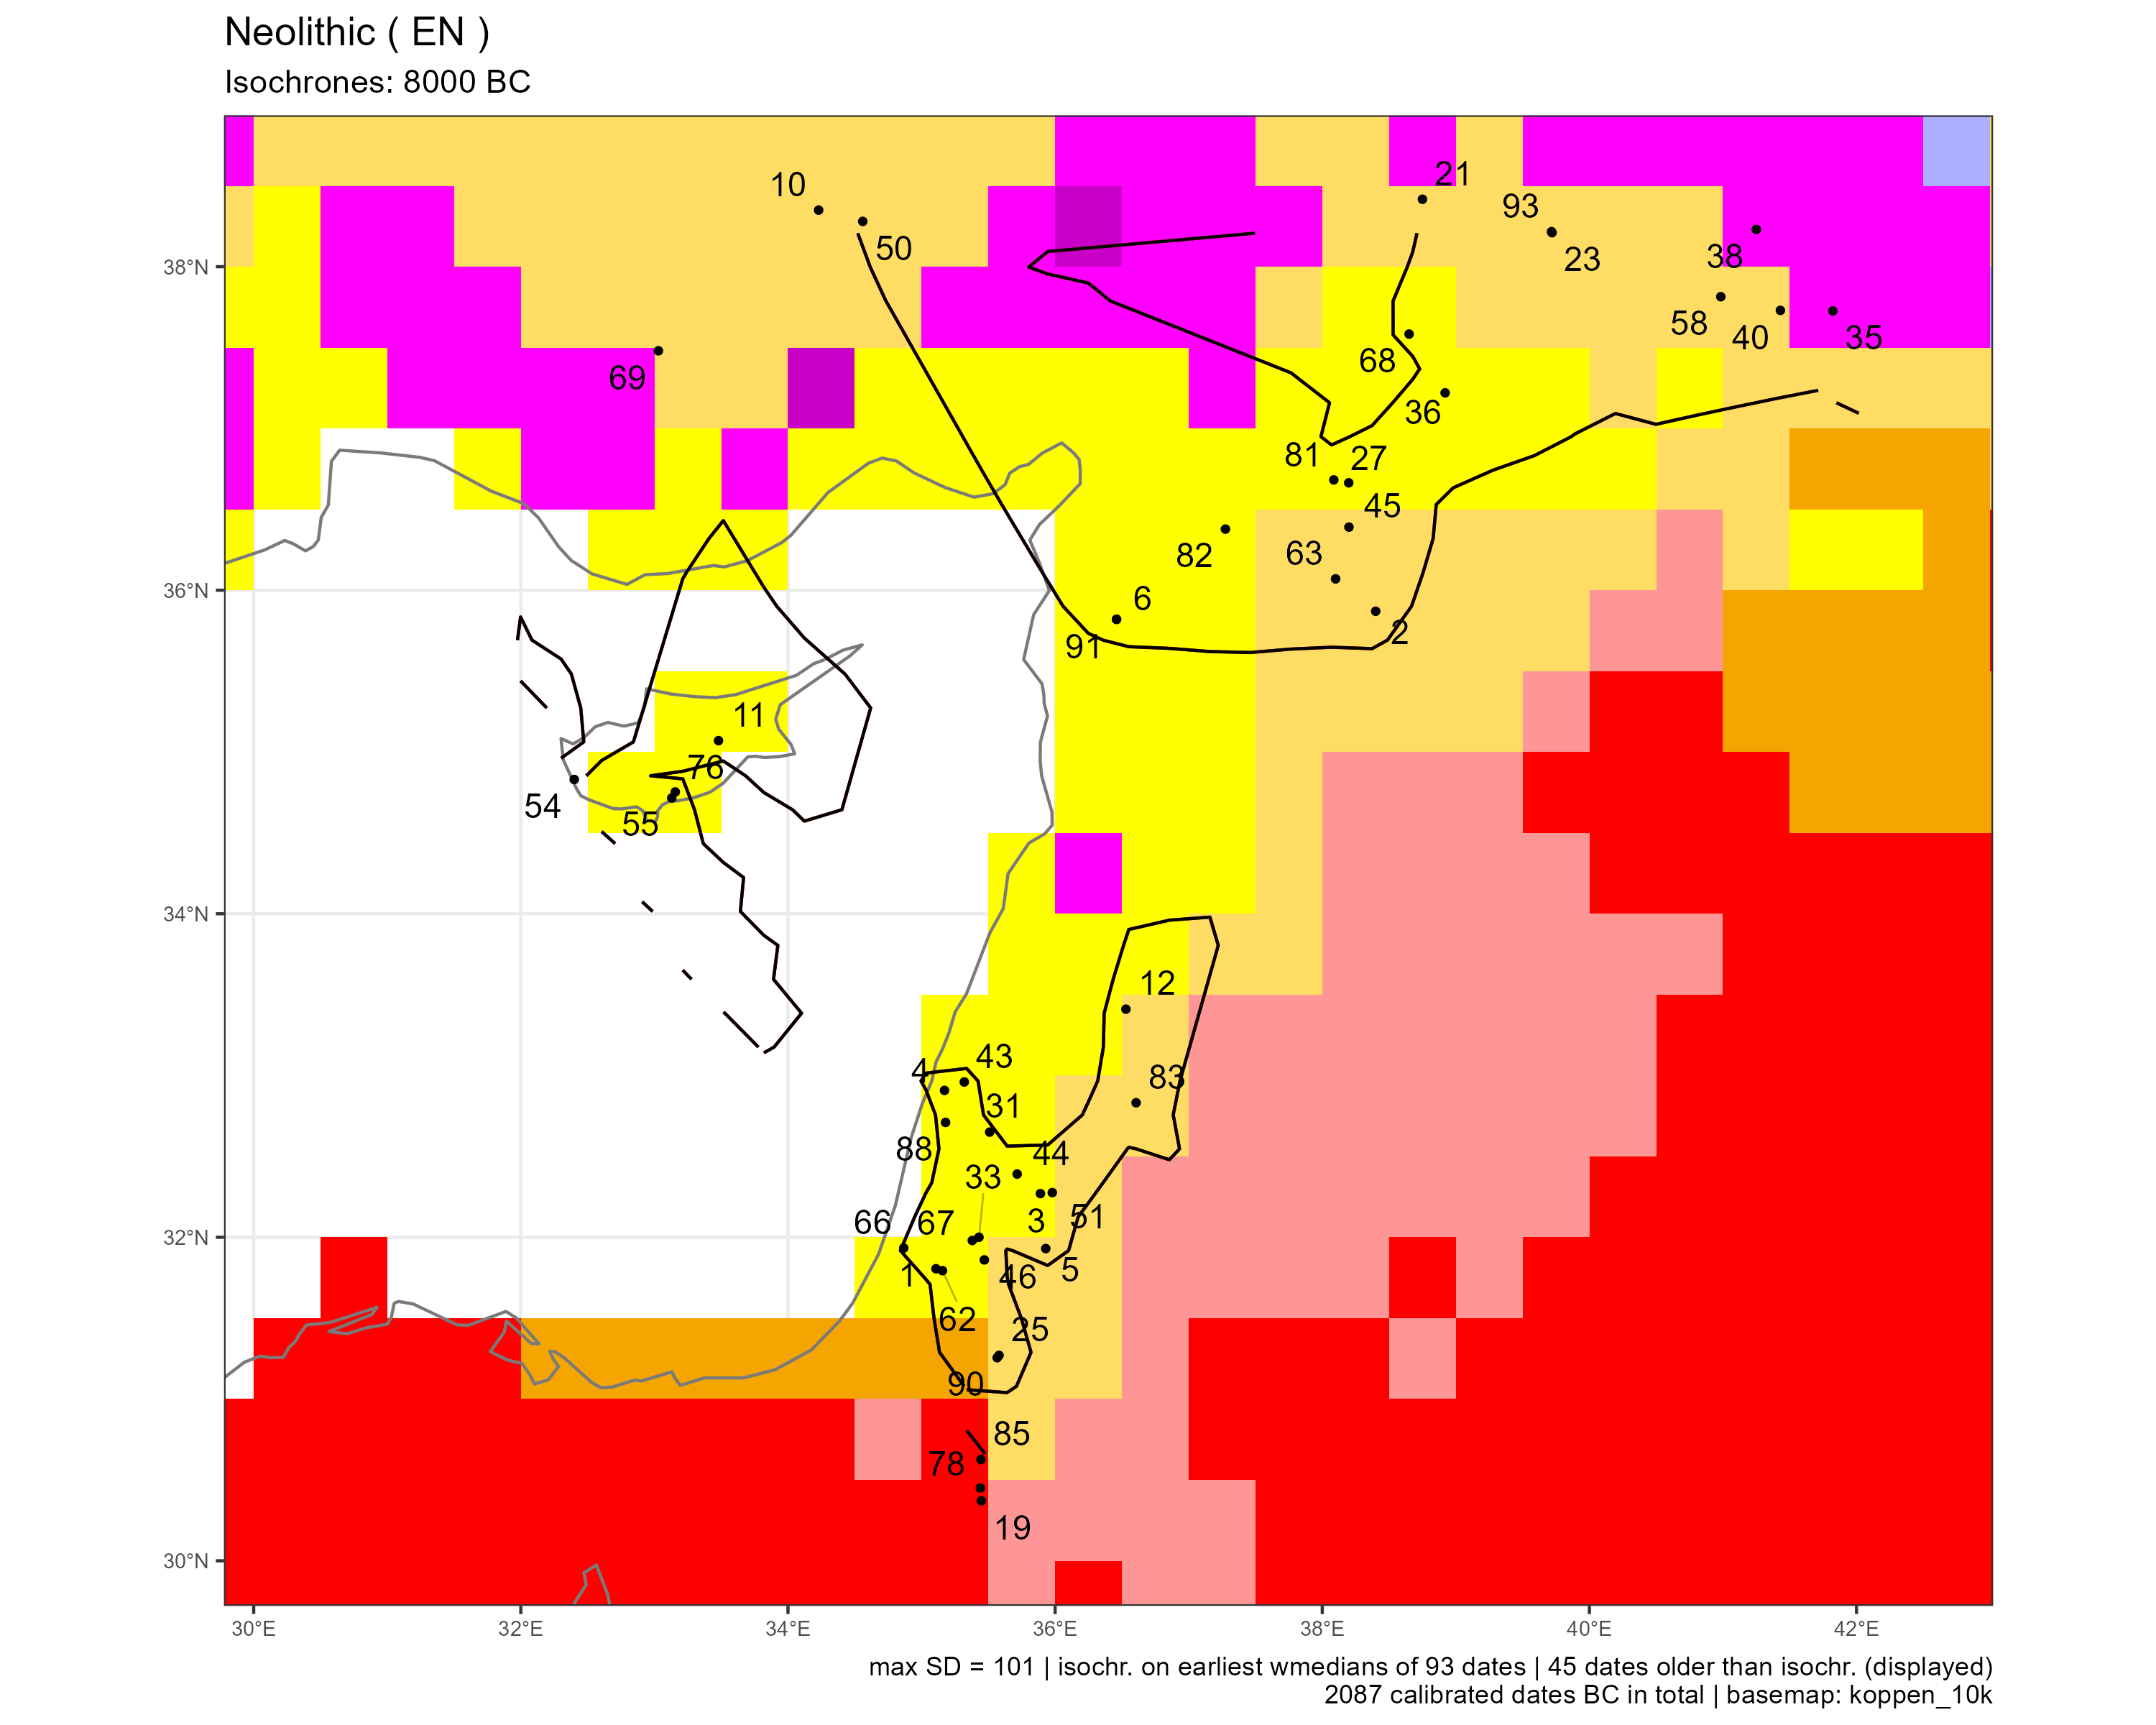 Neolithic ( EN )
Isochrones: 8000 BC
21
10
93
50
23
38
38°N
58
40
35
68
69
36
81
27
45
82
63
36°N
6
2
91
11
76
54
55
34°N
12
43
4
83
31
88
44
33
66
67
3
51
32°N
1
46
5
62
25
90
85
78
19
30°N
30°E
32°E
34°E
36°E
38°E
40°E
42°E
max SD = 101 | isochr. on earliest wmedians of 93 dates | 45 dates older than isochr. (displayed)
2087 calibrated dates BC in total | basemap: koppen_10k